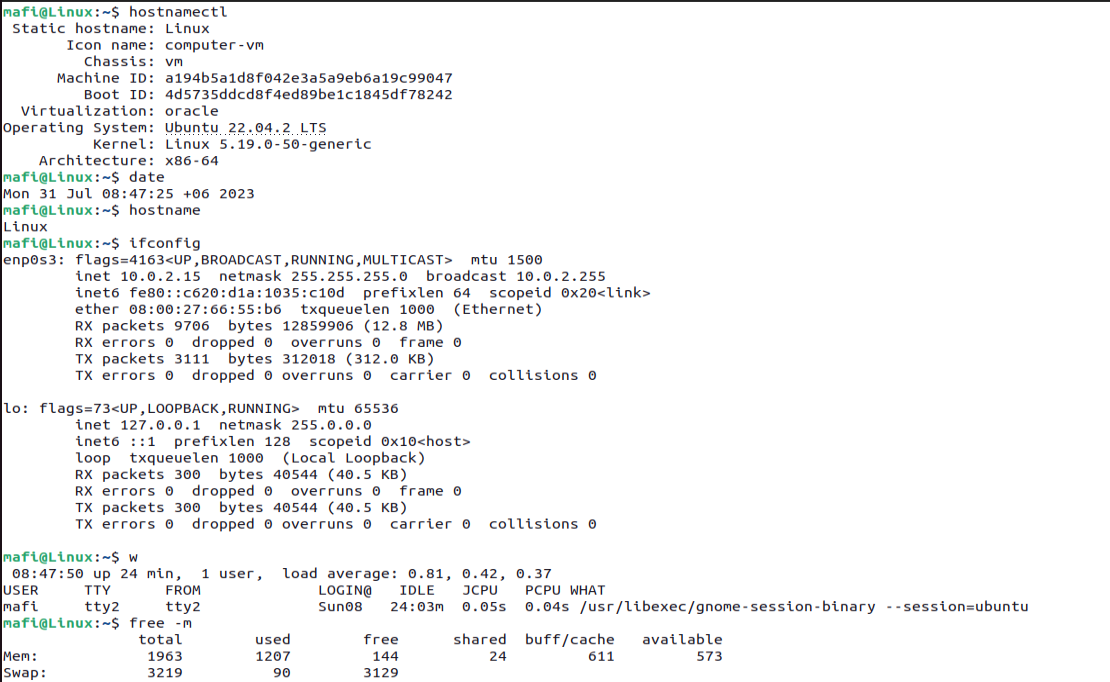 mafi@Linux:~$ hostnamectl
 Static hostname: Linux
       Icon name: computer-vm
         Chassis: vm
      Machine ID: a194b5a1d8f042e3a5a9eb6a19c99047
         Boot ID: 4d5735ddcd8f4ed89be1c1845df78242
  Virtualization: oracle
Operating System: Ubuntu 22.04.2 LTS
          Kernel: Linux 5.19.0-50-generic
    Architecture: x86-64
mafi@Linux:~$ date
Mon 31 Jul 08:47:25 +06 2023
mafi@Linux:~$ hostname
Linux
mafi@Linux:~$ ifconfig
enp0s3: flags=4163<UP,BROADCAST,RUNNING,MULTICAST>  mtu 1500
        inet 10.0.2.15  netmask 255.255.255.0  broadcast 10.0.2.255
        inet6 fe80::c620:d1a:1035:c10d  prefixlen 64  scopeid 0x20<link>
        ether 08:00:27:66:55:b6  txqueuelen 1000  (Ethernet)
        RX packets 9706  bytes 12859906 (12.8 MB)
        RX errors 0  dropped 0  overruns 0  frame 0
        TX packets 3111  bytes 312018 (312.0 KB)
        TX errors 0  dropped 0 overruns 0  carrier 0  collisions 0

lo: flags=73<UP,LOOPBACK,RUNNING>  mtu 65536
        inet 127.0.0.1  netmask 255.0.0.0
        inet6 ::1  prefixlen 128  scopeid 0x10<host>
        loop  txqueuelen 1000  (Local Loopback)
        RX packets 300  bytes 40544 (40.5 KB)
        RX errors 0  dropped 0  overruns 0  frame 0
        TX packets 300  bytes 40544 (40.5 KB)
        TX errors 0  dropped 0 overruns 0  carrier 0  collisions 0

mafi@Linux:~$ w
 08:47:50 up 24 min,  1 user,  load average: 0.81, 0.42, 0.37
USER     TTY      FROM             LOGIN@   IDLE   JCPU   PCPU WHAT
mafi     tty2     tty2             Sun08   24:03m  0.05s  0.04s /usr/libexec/gnome-session-binary --session=ubuntu
mafi@Linux:~$ free -m
               total        used        free      shared  buff/cache   available
Mem:            1963        1207         144          24         611         573
Swap:           3219          90        3129